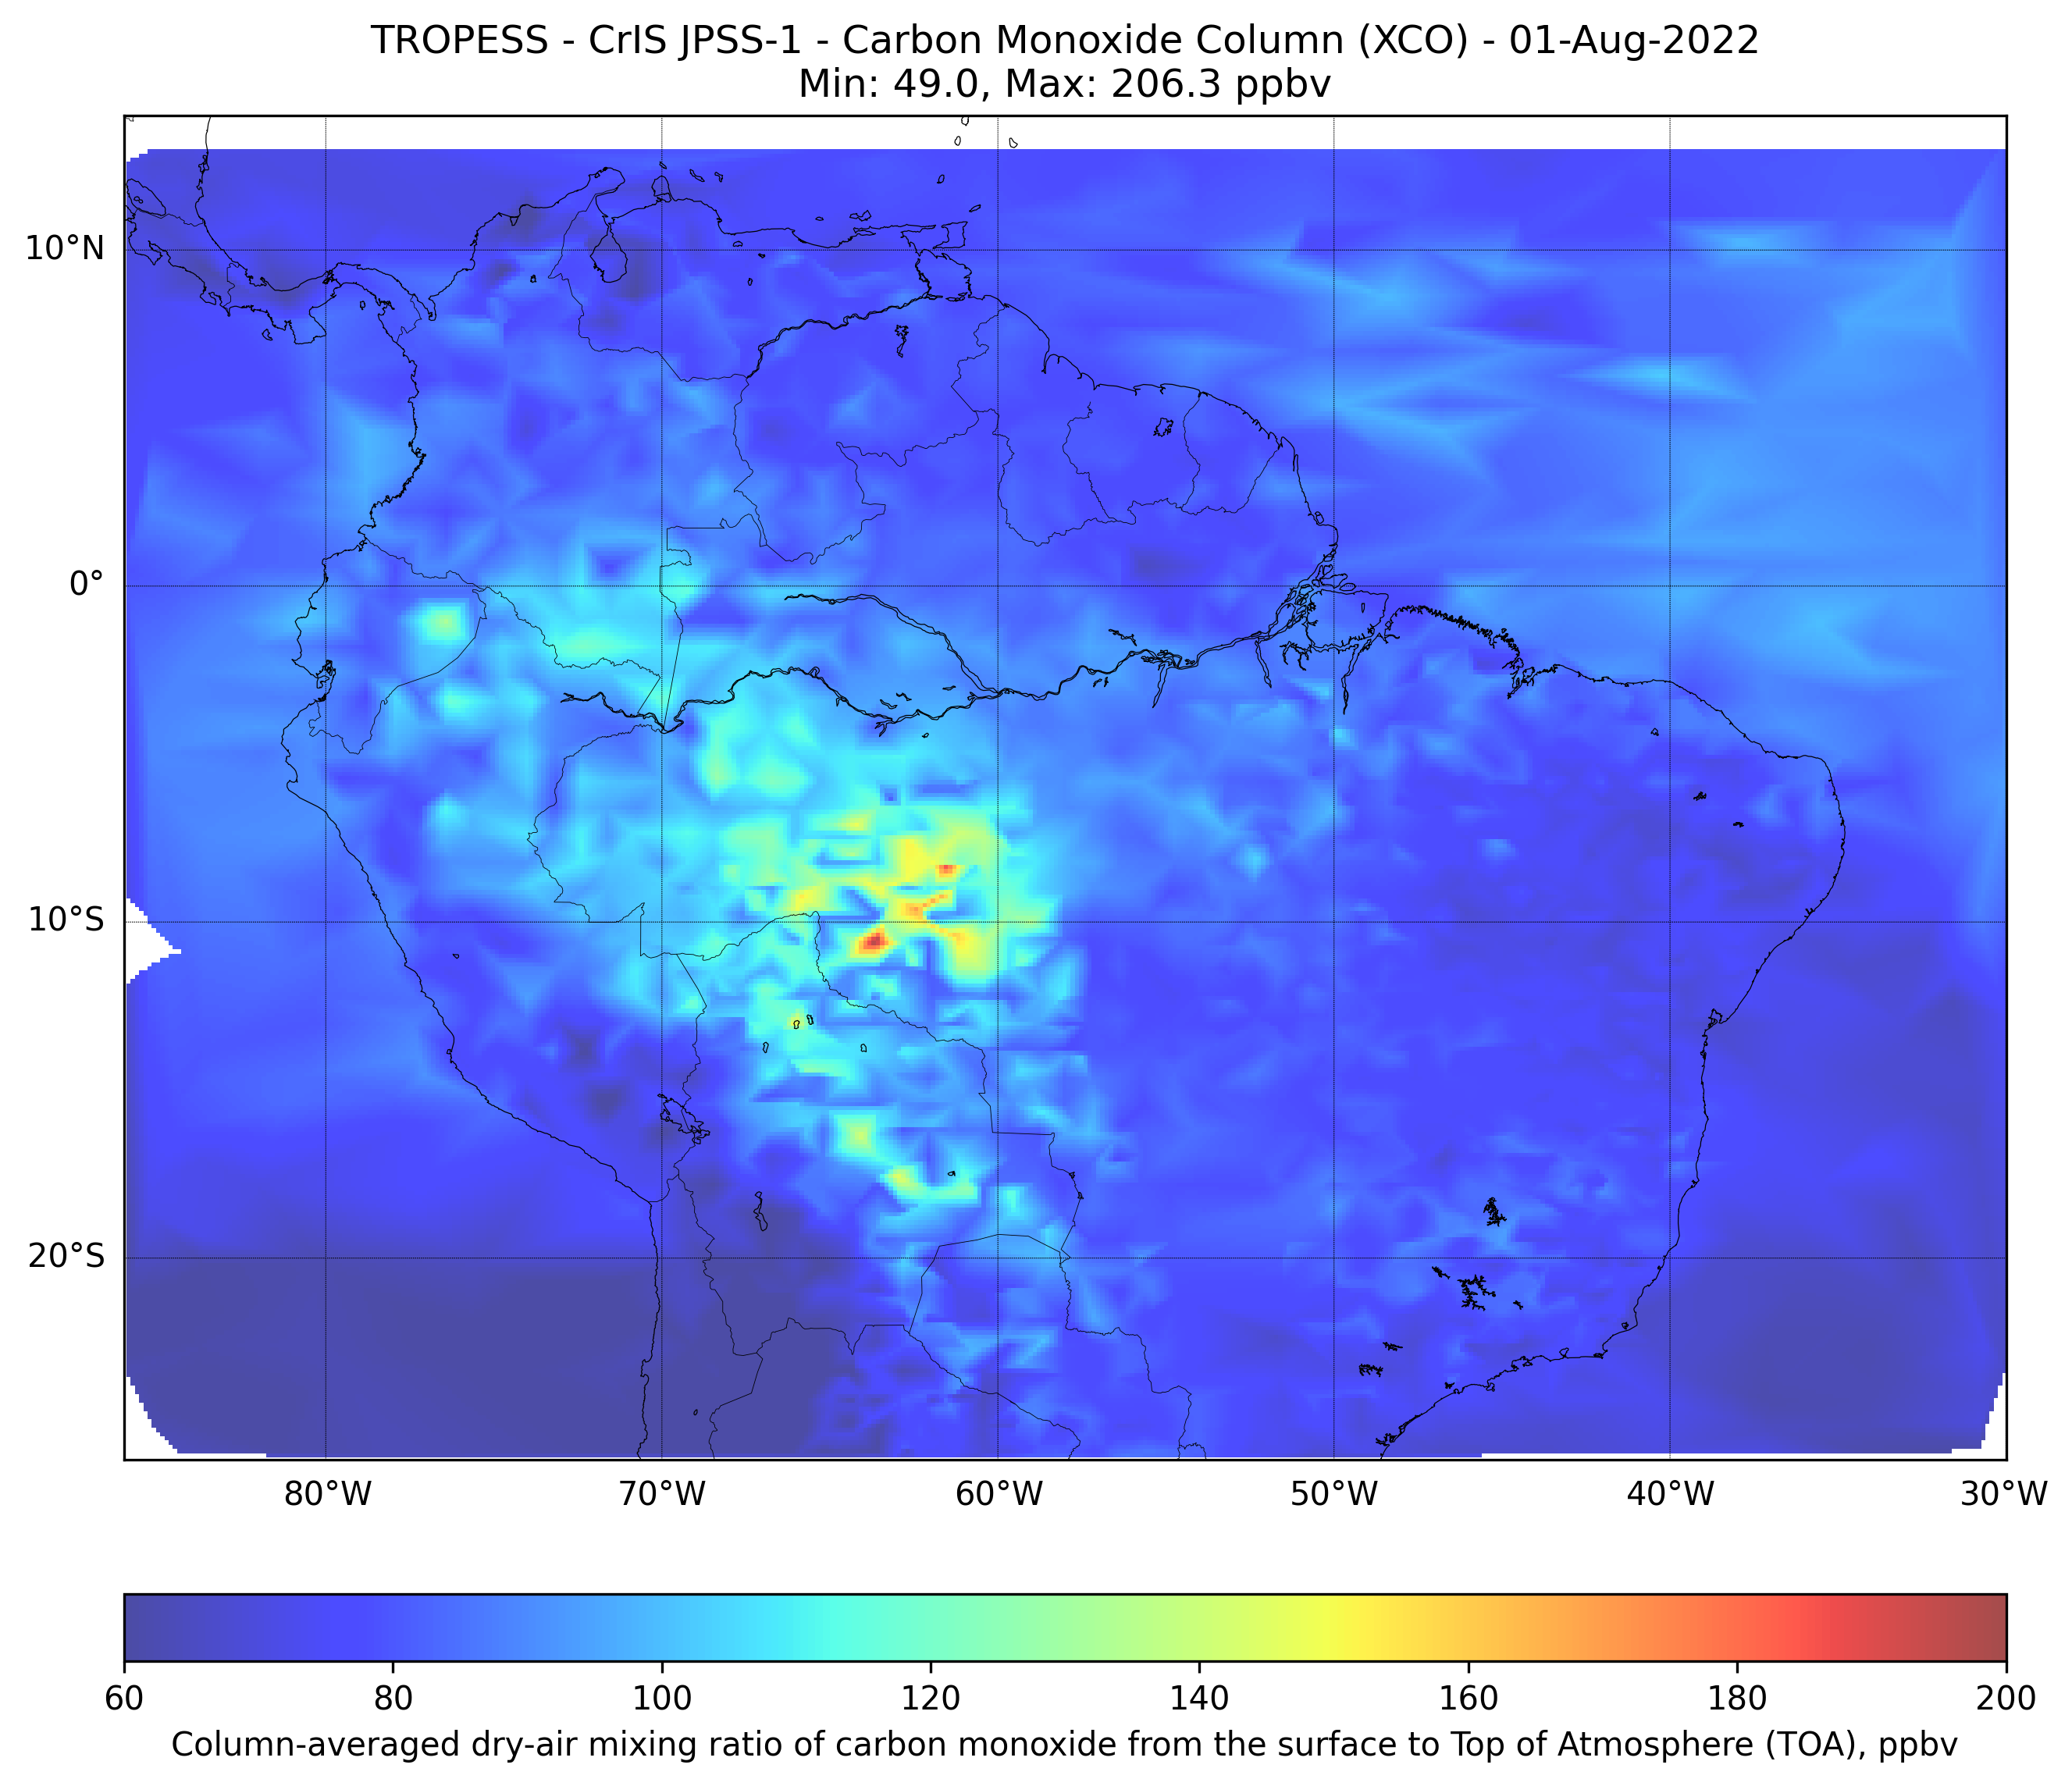 TROPESS - CrIS JPSS-1 - Carbon Monoxide Column (XCO) - 01-Aug-2022
Min: 49.0, Max: 206.3 ppbv
10°N
0°
10°S
20°S
80°W 70°W 60°W 50°W 40°W 30°W
60 80 100 120 140 160 180 200
Column-averaged dry-air mixing ratio of carbon monoxide from the surface to Top of Atmosphere (TOA), ppbv